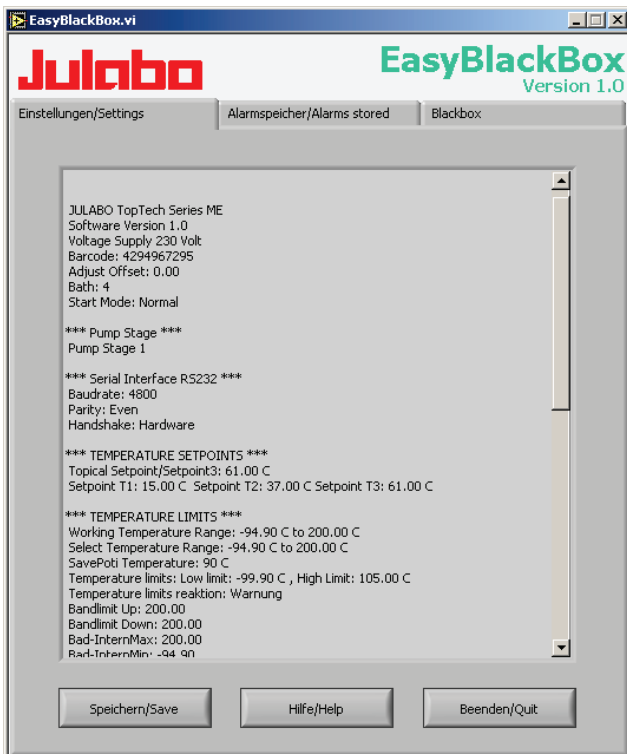 EasyBlackBox.vi
Julabo
EasyBlackBox
Version 1.0
Einstellungen/Settings
Alarmspeicher/Alarms stored
Blackbox
JULABO TopTech Series ME
Software Version 1.0
Voltage Supply 230 Volt
Barcode: 4294967295
Adjust Offset: 0.00
Bath: 4
Start Mode: Normal
*** Pump Stage ***
Pump Stage 1
*** Serial Interface RS232 ***
Baudrate: 4800
Parity: Even
Handshake: Hardware
*** TEMPERATURE SETPOINTS ***
Topical Setpoint/Setpoint3: 61.00 C
Setpoint T1: 15.00 C  Setpoint T2: 37.00 C Setpoint T3: 61.00 C
*** TEMPERATURE LIMITS ***
Working Temperature Range: -94.90 C to 200.00 C
Select Temperature Range: -94.90 C to 200.00 C
SavePoti Temperature: 90 C
Temperature limits: Low limit: -99.90 C , High Limit: 105.00 C
Temperature limits reaktion: Warnung
Bandlimit Up: 200.00
Bandlimit Down: 200.00
Bad-InternMax: 200.00
Bad-InternMin: -94.90
Speichern/Save
Hilfe/Help
Beenden/Quit